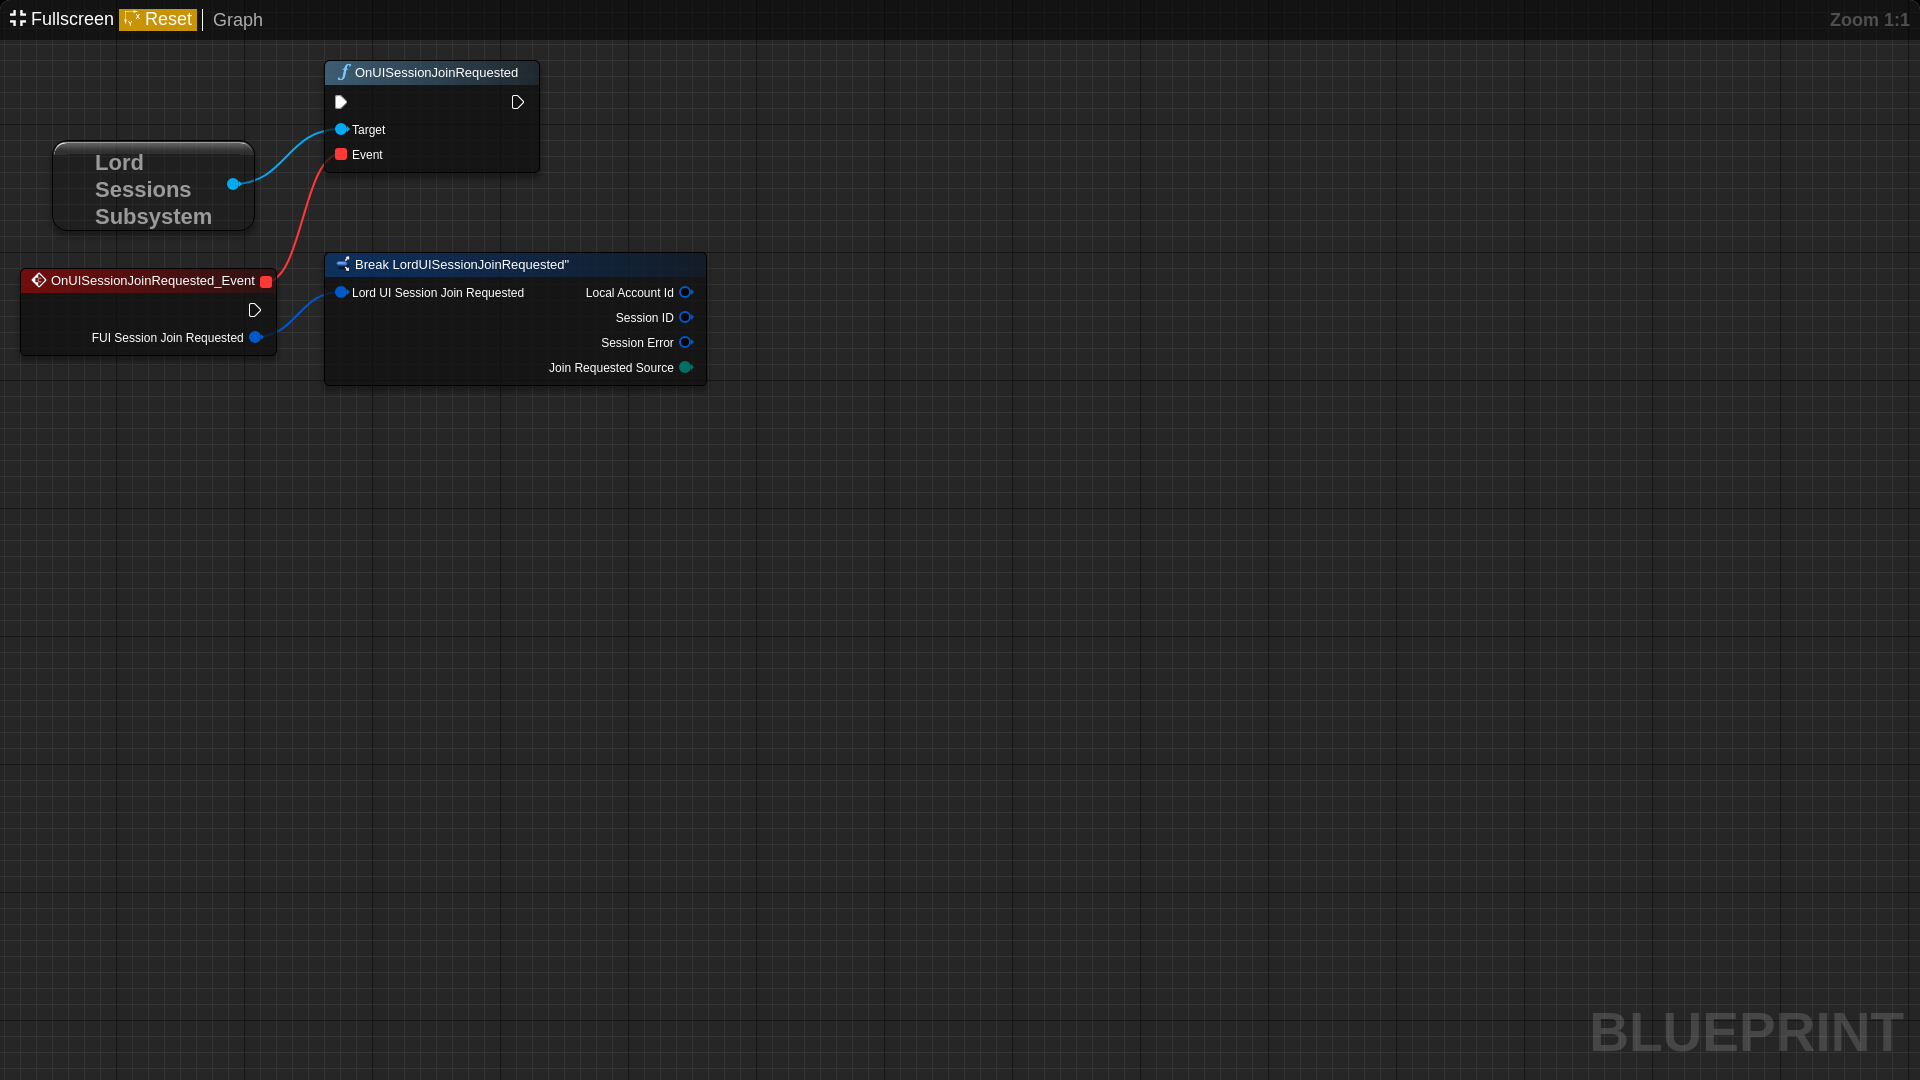 Fullscreen Reset Graph
Zoom 1:1
OnUISessionJoinRequested
Target
Event
Lord
Sessions
Subsystem
OnUISessionJoinRequested_Event
FUI Session Join Requested
Break LordUISessionJoinRequested"
Lord UI Session Join Requested Local Account Id
Session ID
Session Error
Join Requested Source
BLUEPRINT